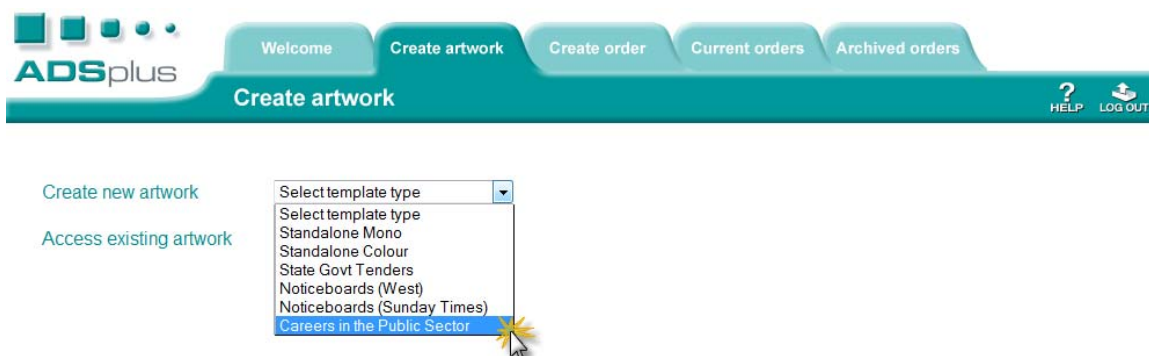 ADSplus
Welcome Create artwork Create order Current orders Archived orders
Create artwork
? HELP LOG OUT
Create new artwork Select template type
Select template type
Standalone Mono
Access existing artwork Standalone Colour
State Govt Tenders
Noticeboards (West)
Noticeboards (Sunday Times)
Careers in the Public Sector